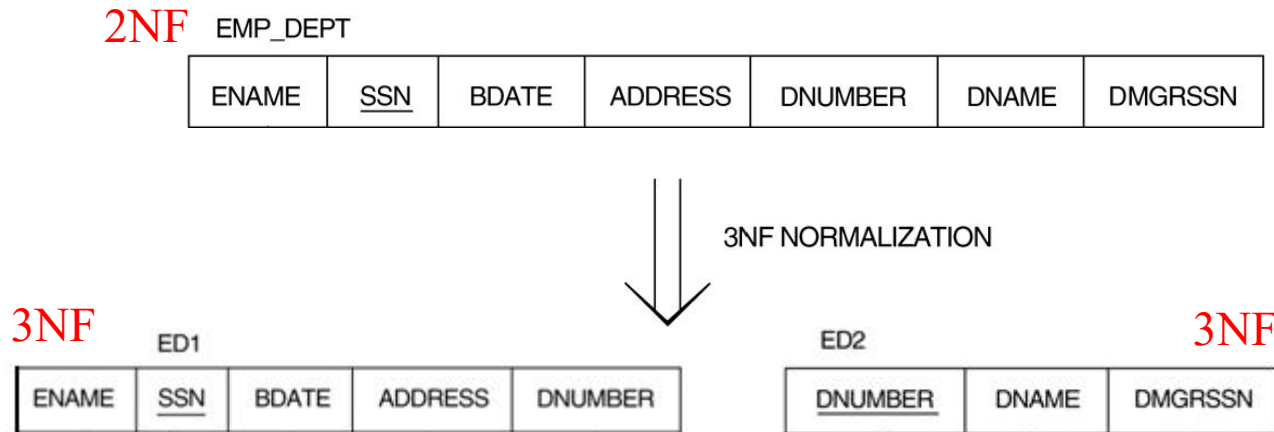 2NF EMP_DEPT
ENAME SSN BDATE ADDRESS DNUMBER DNAME DMGRSSN
3NF NORMALIZATION
3NF ED1 ED2 3NF
ENAME SSN BDATE ADDRESS DNUMBER DNUMBER DNAME DMGRSSN